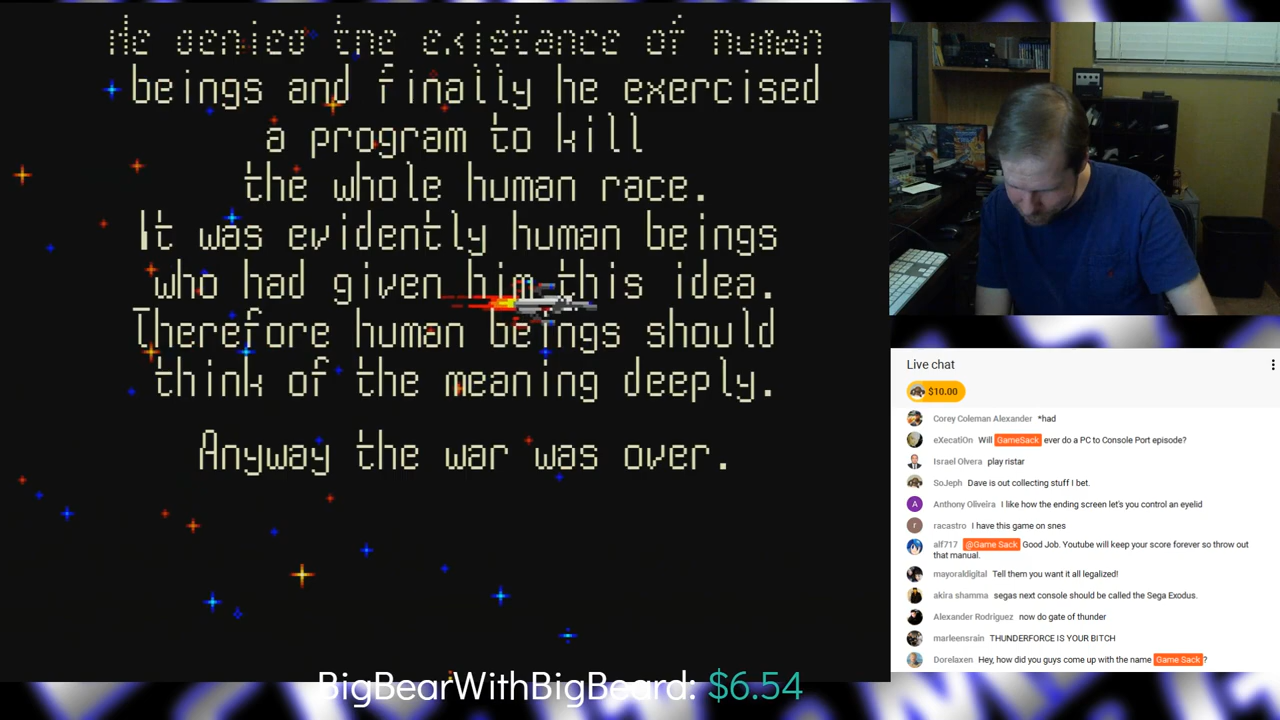 He denied the existance of human
beings and finally he exercised
a program to kill
the whole human race.
It was evidently human beings
who had given him this idea.
Therefore human beings should
think of the meaning deeply.
Anyway the war was over.
Live chat
$10.00
Corey Coleman Alexander *had
eXecatiOn Will GameSack ever do a PC to Console Port episode?
Israel Olvera play ristar
SoJeph Dave is out collecting stuff I bet.
A Anthony Oliveira I like how the ending screen let's you control an eyelid
r racastro I have this game on snes
alf717 @Game Sack Good Job. Youtube will keep your score forever so throw out
that manual.
mayoraldigital Tell them you want it all legalized!
akira shamma segas next console should be called the Sega Exodus.
Alexander Rodriguez now do gate of thunder
marleensrain THUNDERFORCE IS YOUR BITCH
Dorelaxen Hey, how did you guys come up with the name Game Sack ?
BigBearWithBigBeard: $6.54